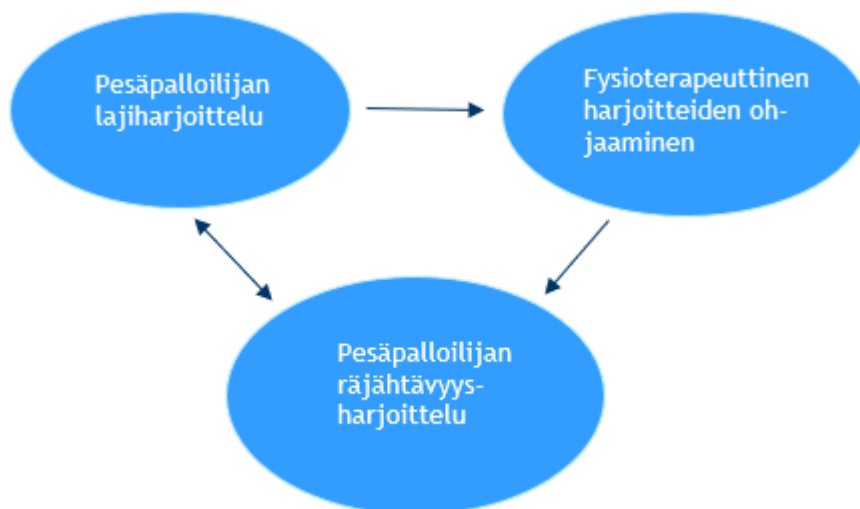 Pesäpalloilijan
lajiharjoittelu
Fysioterapeuttinen
harjoitteiden oh-
jaaminen
Pesäpalloilijan
räjähtävyys-
harjoittelu